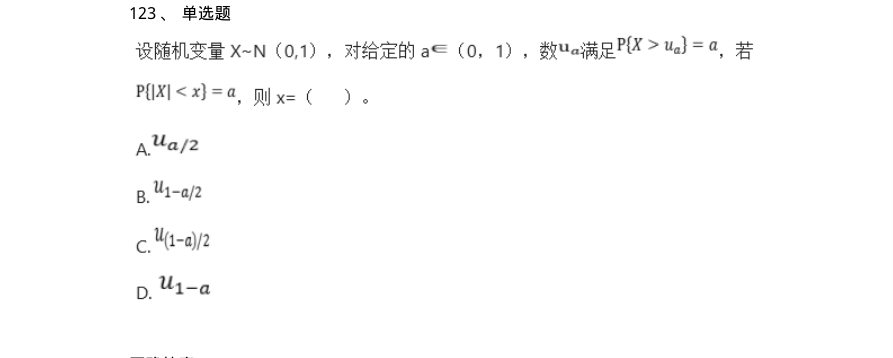 123、 单选题
设随机变量 X~N（0,1），对给定的 a∈（0，1），数uₐ满足P{X > uₐ} = a，若
P{|X| < x} = a，则 x=（ ）。
A. u_{a/2}
B. u_{1−a/2}
C. u_{(1−a)/2}
D. u_{1−a}